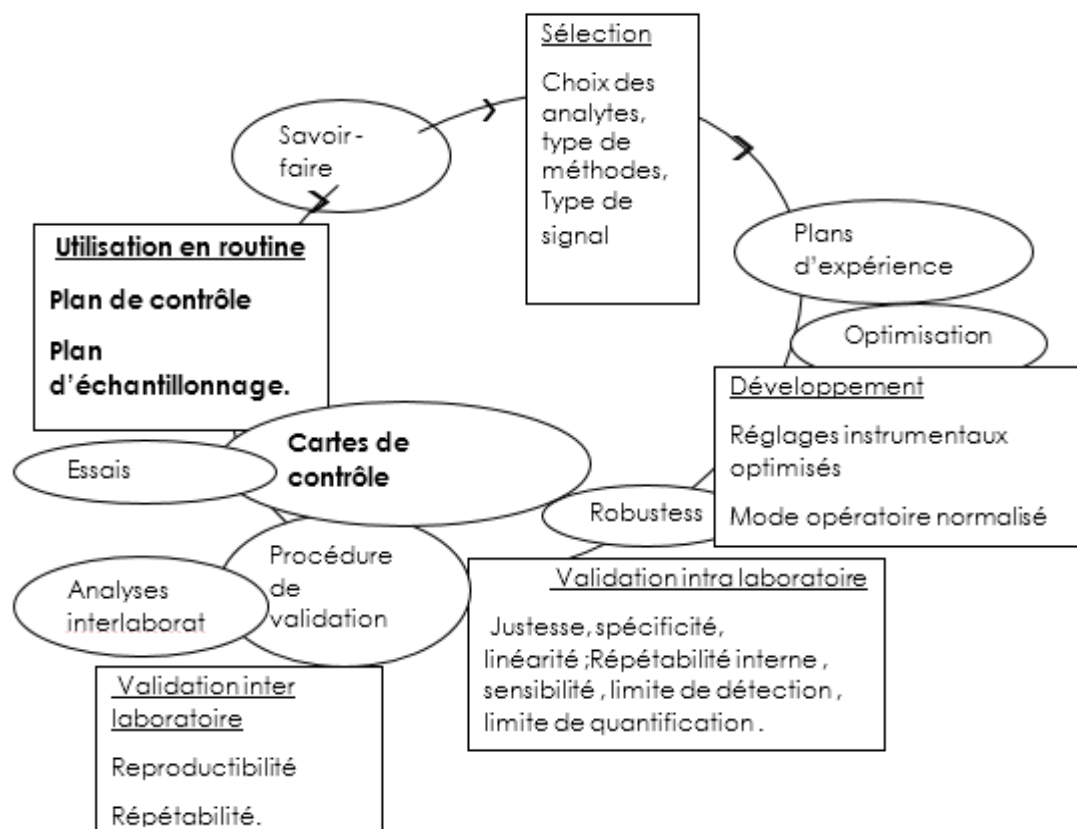 Sélection
Choix des
analytes,
type de
méthodes,
Type de
signal
Savoir-
faire
Utilisation en routine
Plan de contrôle
Plan
d'échantillonnage.
Plans
d'expérience
Optimisation
Développement
Réglages instrumentaux
optimisés
Mode opératoire normalisé
Cartes de
contrôle
Essais
Robustess
Procédure
de
validation
Analyses
interlaborat
Validation intra laboratoire
Justesse, spécificité,
linéarité ;Répétabilité interne ,
sensibilité , limite de détection ,
limite de quantification .
Validation inter
laboratoire
Reproductibilité
Répétabilité.